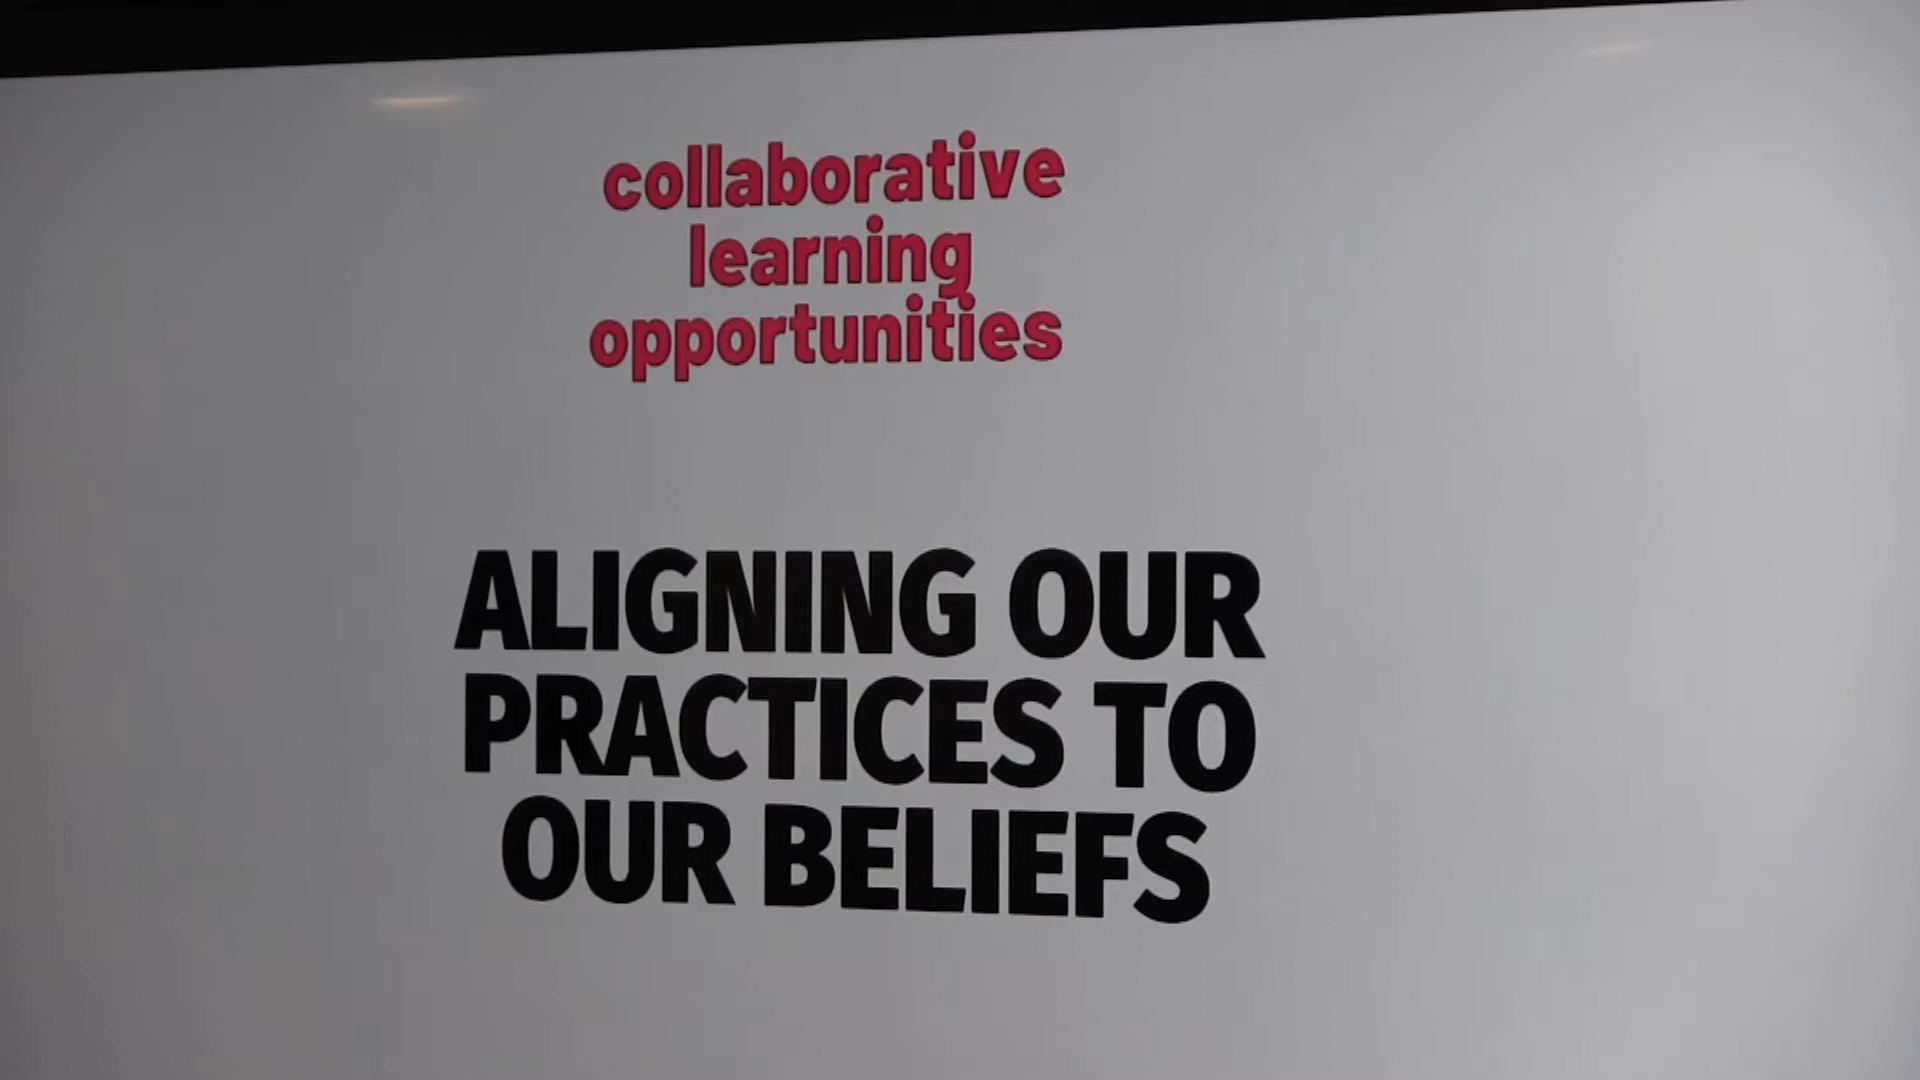 collaborative
learning
opportunities
ALIGNING OUR
PRACTICES TO
OUR BELIEFS